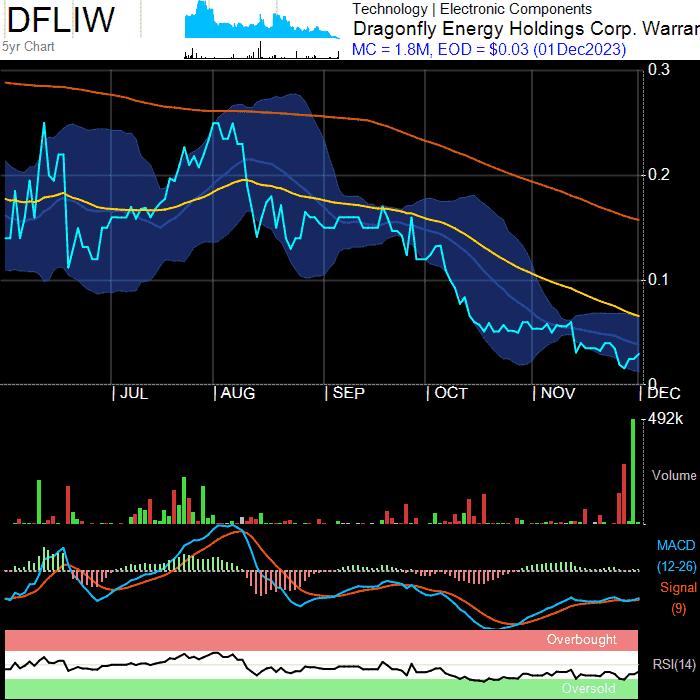 DFLIW
5yr Chart
Technology | Electronic Components
Dragonfly Energy Holdings Corp. Warran
MC = 1.8M, EOD = $0.03 (01Dec2023)
0.3
0.2
0.1
0
JUL AUG SEP OCT NOV DEC
492k
Volume
MACD
(12-26)
Signal
(9)
Overbought
RSI(14)
Oversold